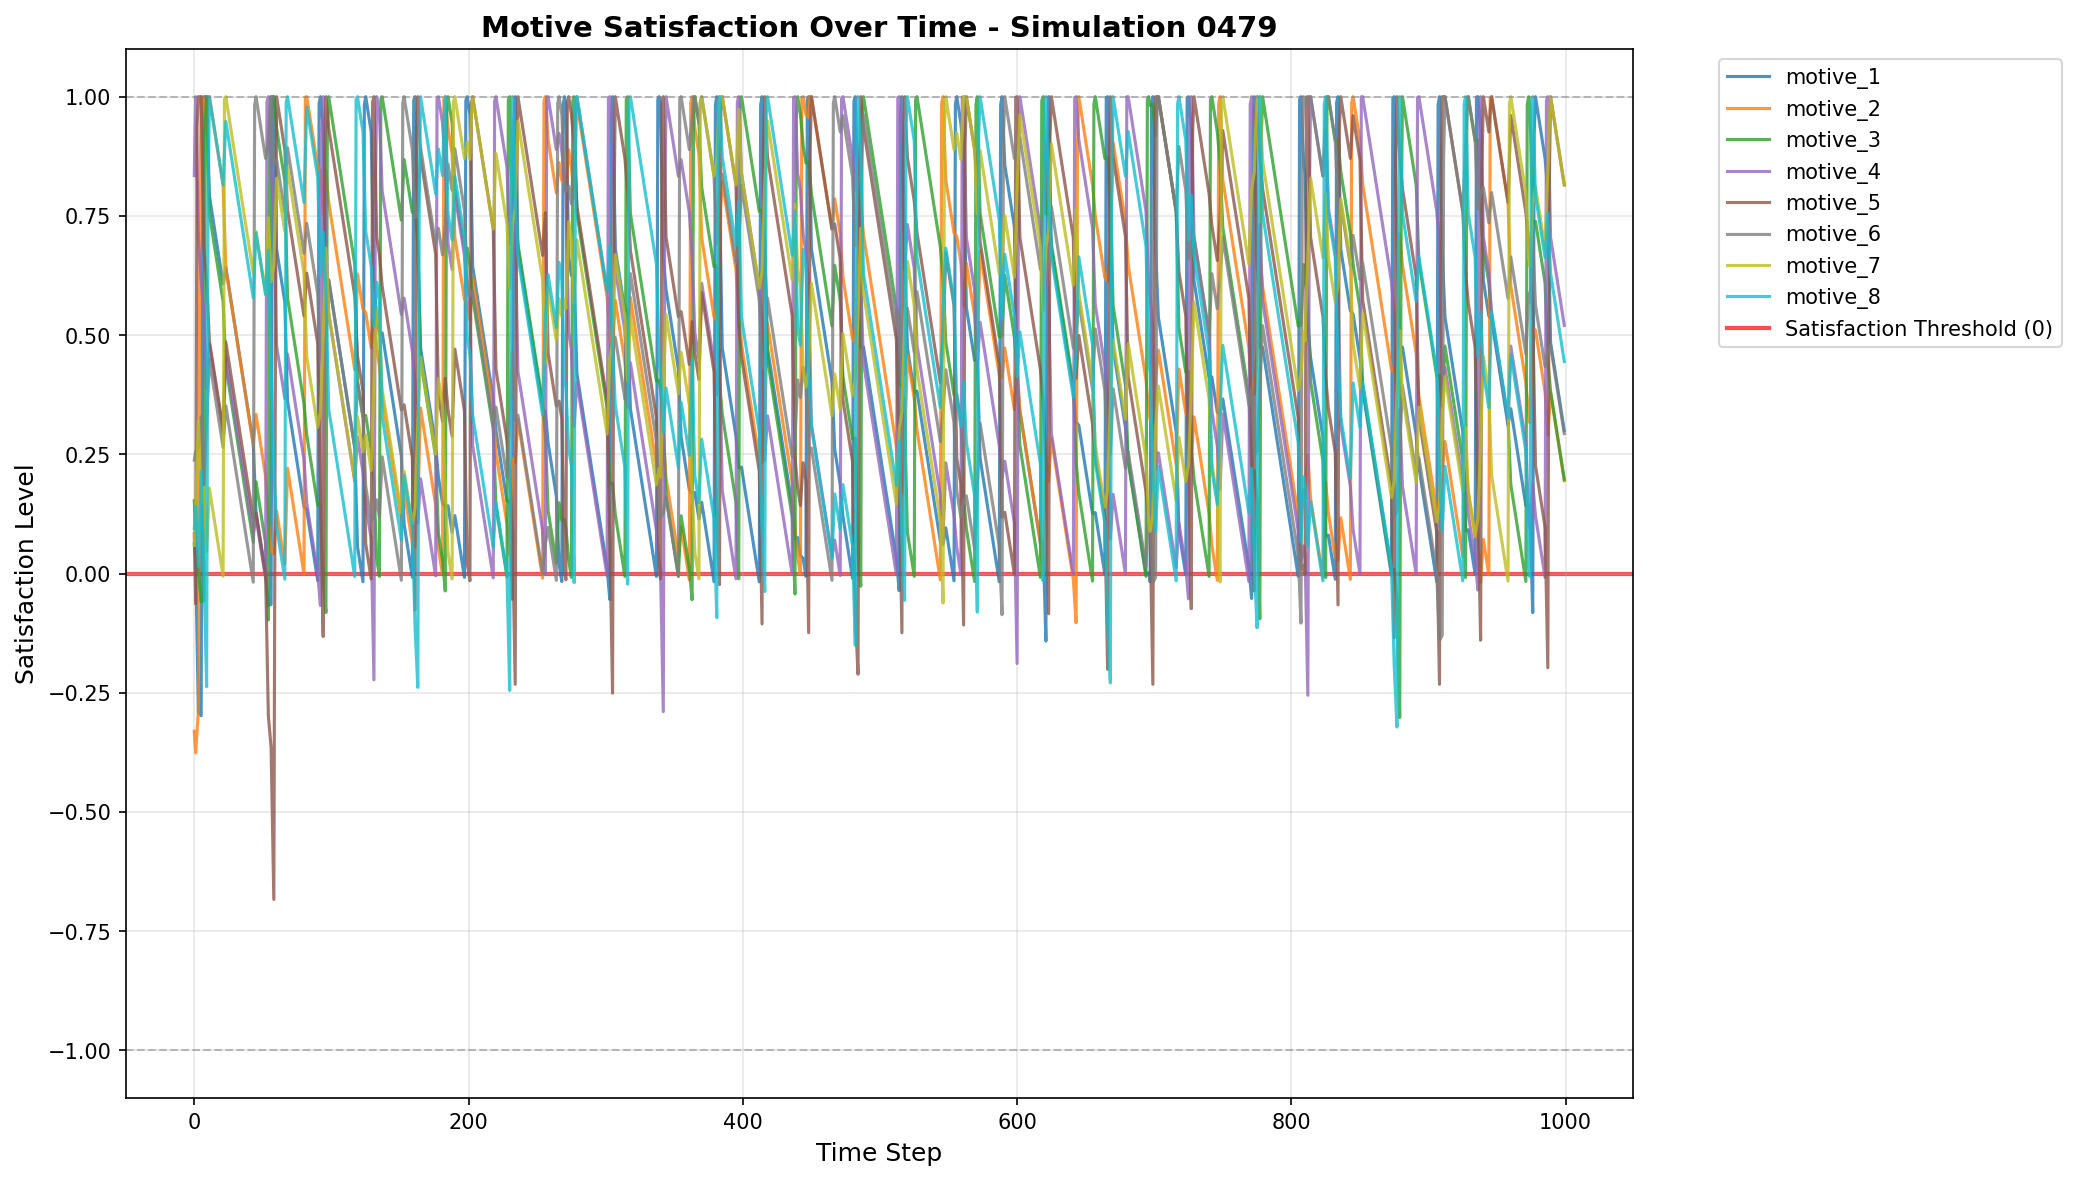 Motive Satisfaction Over Time - Simulation 0479
1.00
0.75
0.50
0.25
0.00
−0.25
−0.50
−0.75
−1.00
Satisfaction Level
0
200
400
600
800
1000
Time Step
motive_1
motive_2
motive_3
motive_4
motive_5
motive_6
motive_7
motive_8
Satisfaction Threshold (0)